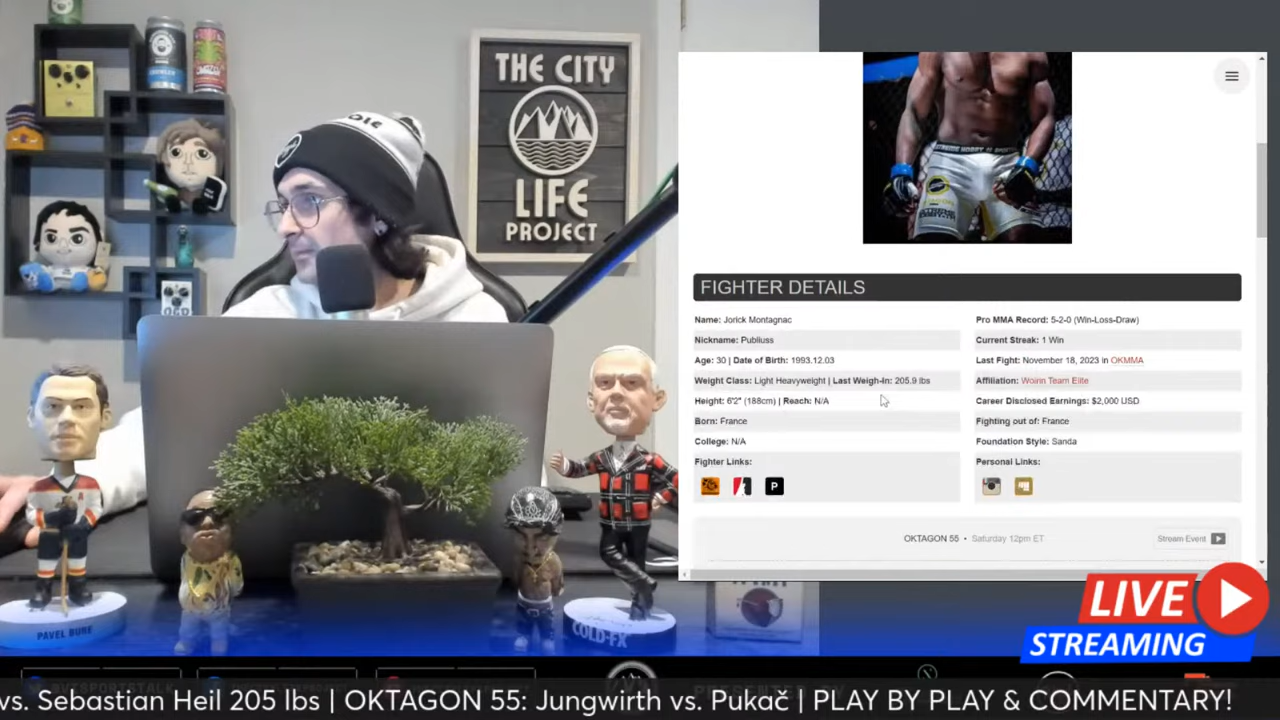 THE CITY
LIFE
PROJECT
FIGHTER DETAILS
Name: Jorick Montagnac
Pro MMA Record: 5-2-0 (Win-Loss-Draw)
Nickname: Publiuss
Current Streak: 1 Win
Age: 30 | Date of Birth: 1993.12.03
Last Fight: November 18, 2023 in OKMMA
Weight Class: Light Heavyweight | Last Weigh-In: 205.9 lbs
Affiliation: Woirin Team Elite
Height: 6'2" (188cm) | Reach: N/A
Career Disclosed Earnings: $2,000 USD
Born: France
Fighting out of: France
College: N/A
Foundation Style: Sanda
Fighter Links:
Personal Links:
P
OKTAGON 55 • Saturday 12pm ET
Stream Event
PAVEL BURE
COLD-FX
LIVE
STREAMING
vs. Sebastian Heil 205 lbs | OKTAGON 55: Jungwirth vs. Pukač | PLAY BY PLAY & COMMENTARY!